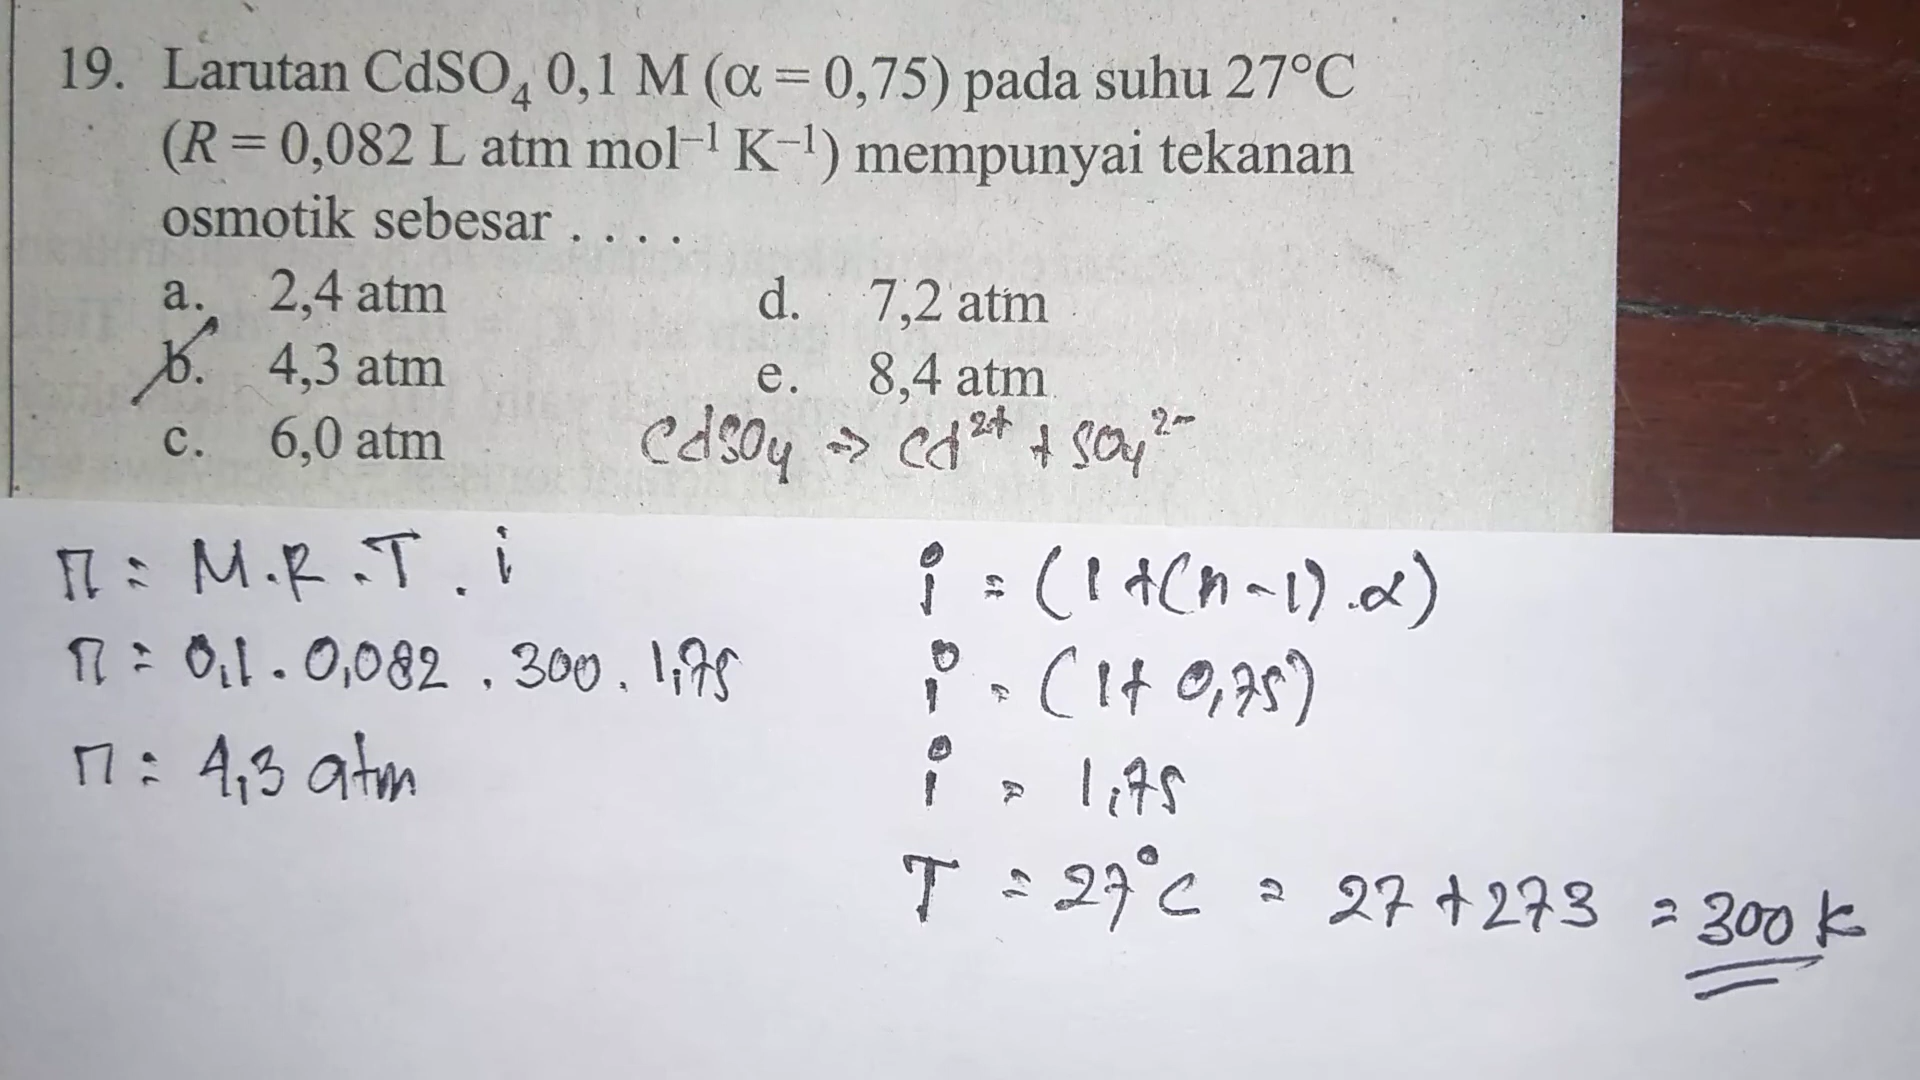 19. Larutan CdSO₄ 0,1 M (α = 0,75) pada suhu 27°C
(R = 0,082 L atm mol⁻¹ K⁻¹) mempunyai tekanan
osmotik sebesar . . . .
a. 2,4 atm
b. 4,3 atm
c. 6,0 atm
d. 7,2 atm
e. 8,4 atm
CdSO₄ => Cd²⁺ + SO₄²⁻
π = M.R.T.i
π = 0,1 . 0,082 . 300 . 1,75
π = 4,3 atm
i = (1+(n-1).α)
i = (1+0,75)
i = 1,75
T = 27°C = 27 + 273 = 300 K